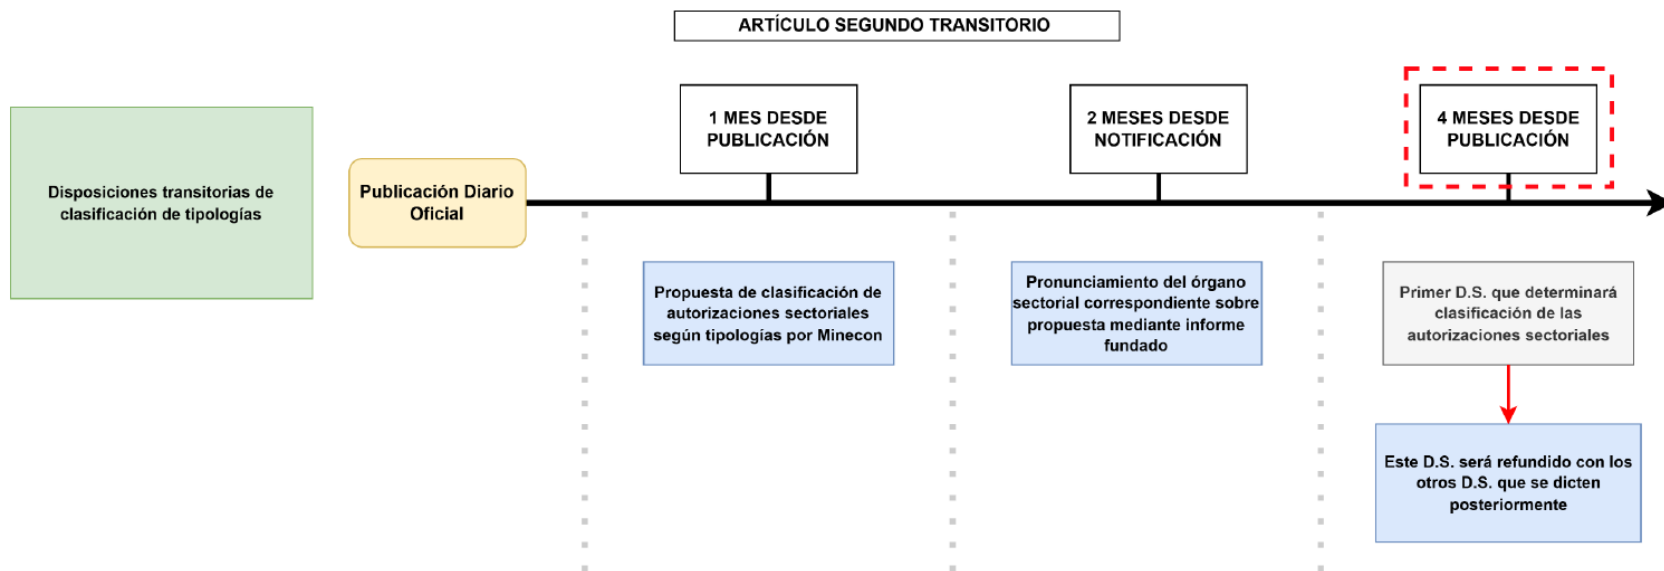 ARTÍCULO SEGUNDO TRANSITORIO
Disposiciones transitorias de
clasificación de tipologías
Publicación Diario
Oficial
1 MES DESDE
PUBLICACIÓN
2 MESES DESDE
NOTIFICACIÓN
4 MESES DESDE
PUBLICACIÓN
Propuesta de clasificación de
autorizaciones sectoriales
según tipologías por Minecon
Pronunciamiento del órgano
sectorial correspondiente sobre
propuesta mediante informe
fundado
Primer D.S. que determinará
clasificación de las
autorizaciones sectoriales
Este D.S. será refundido con los
otros D.S. que se dicten
posteriormente